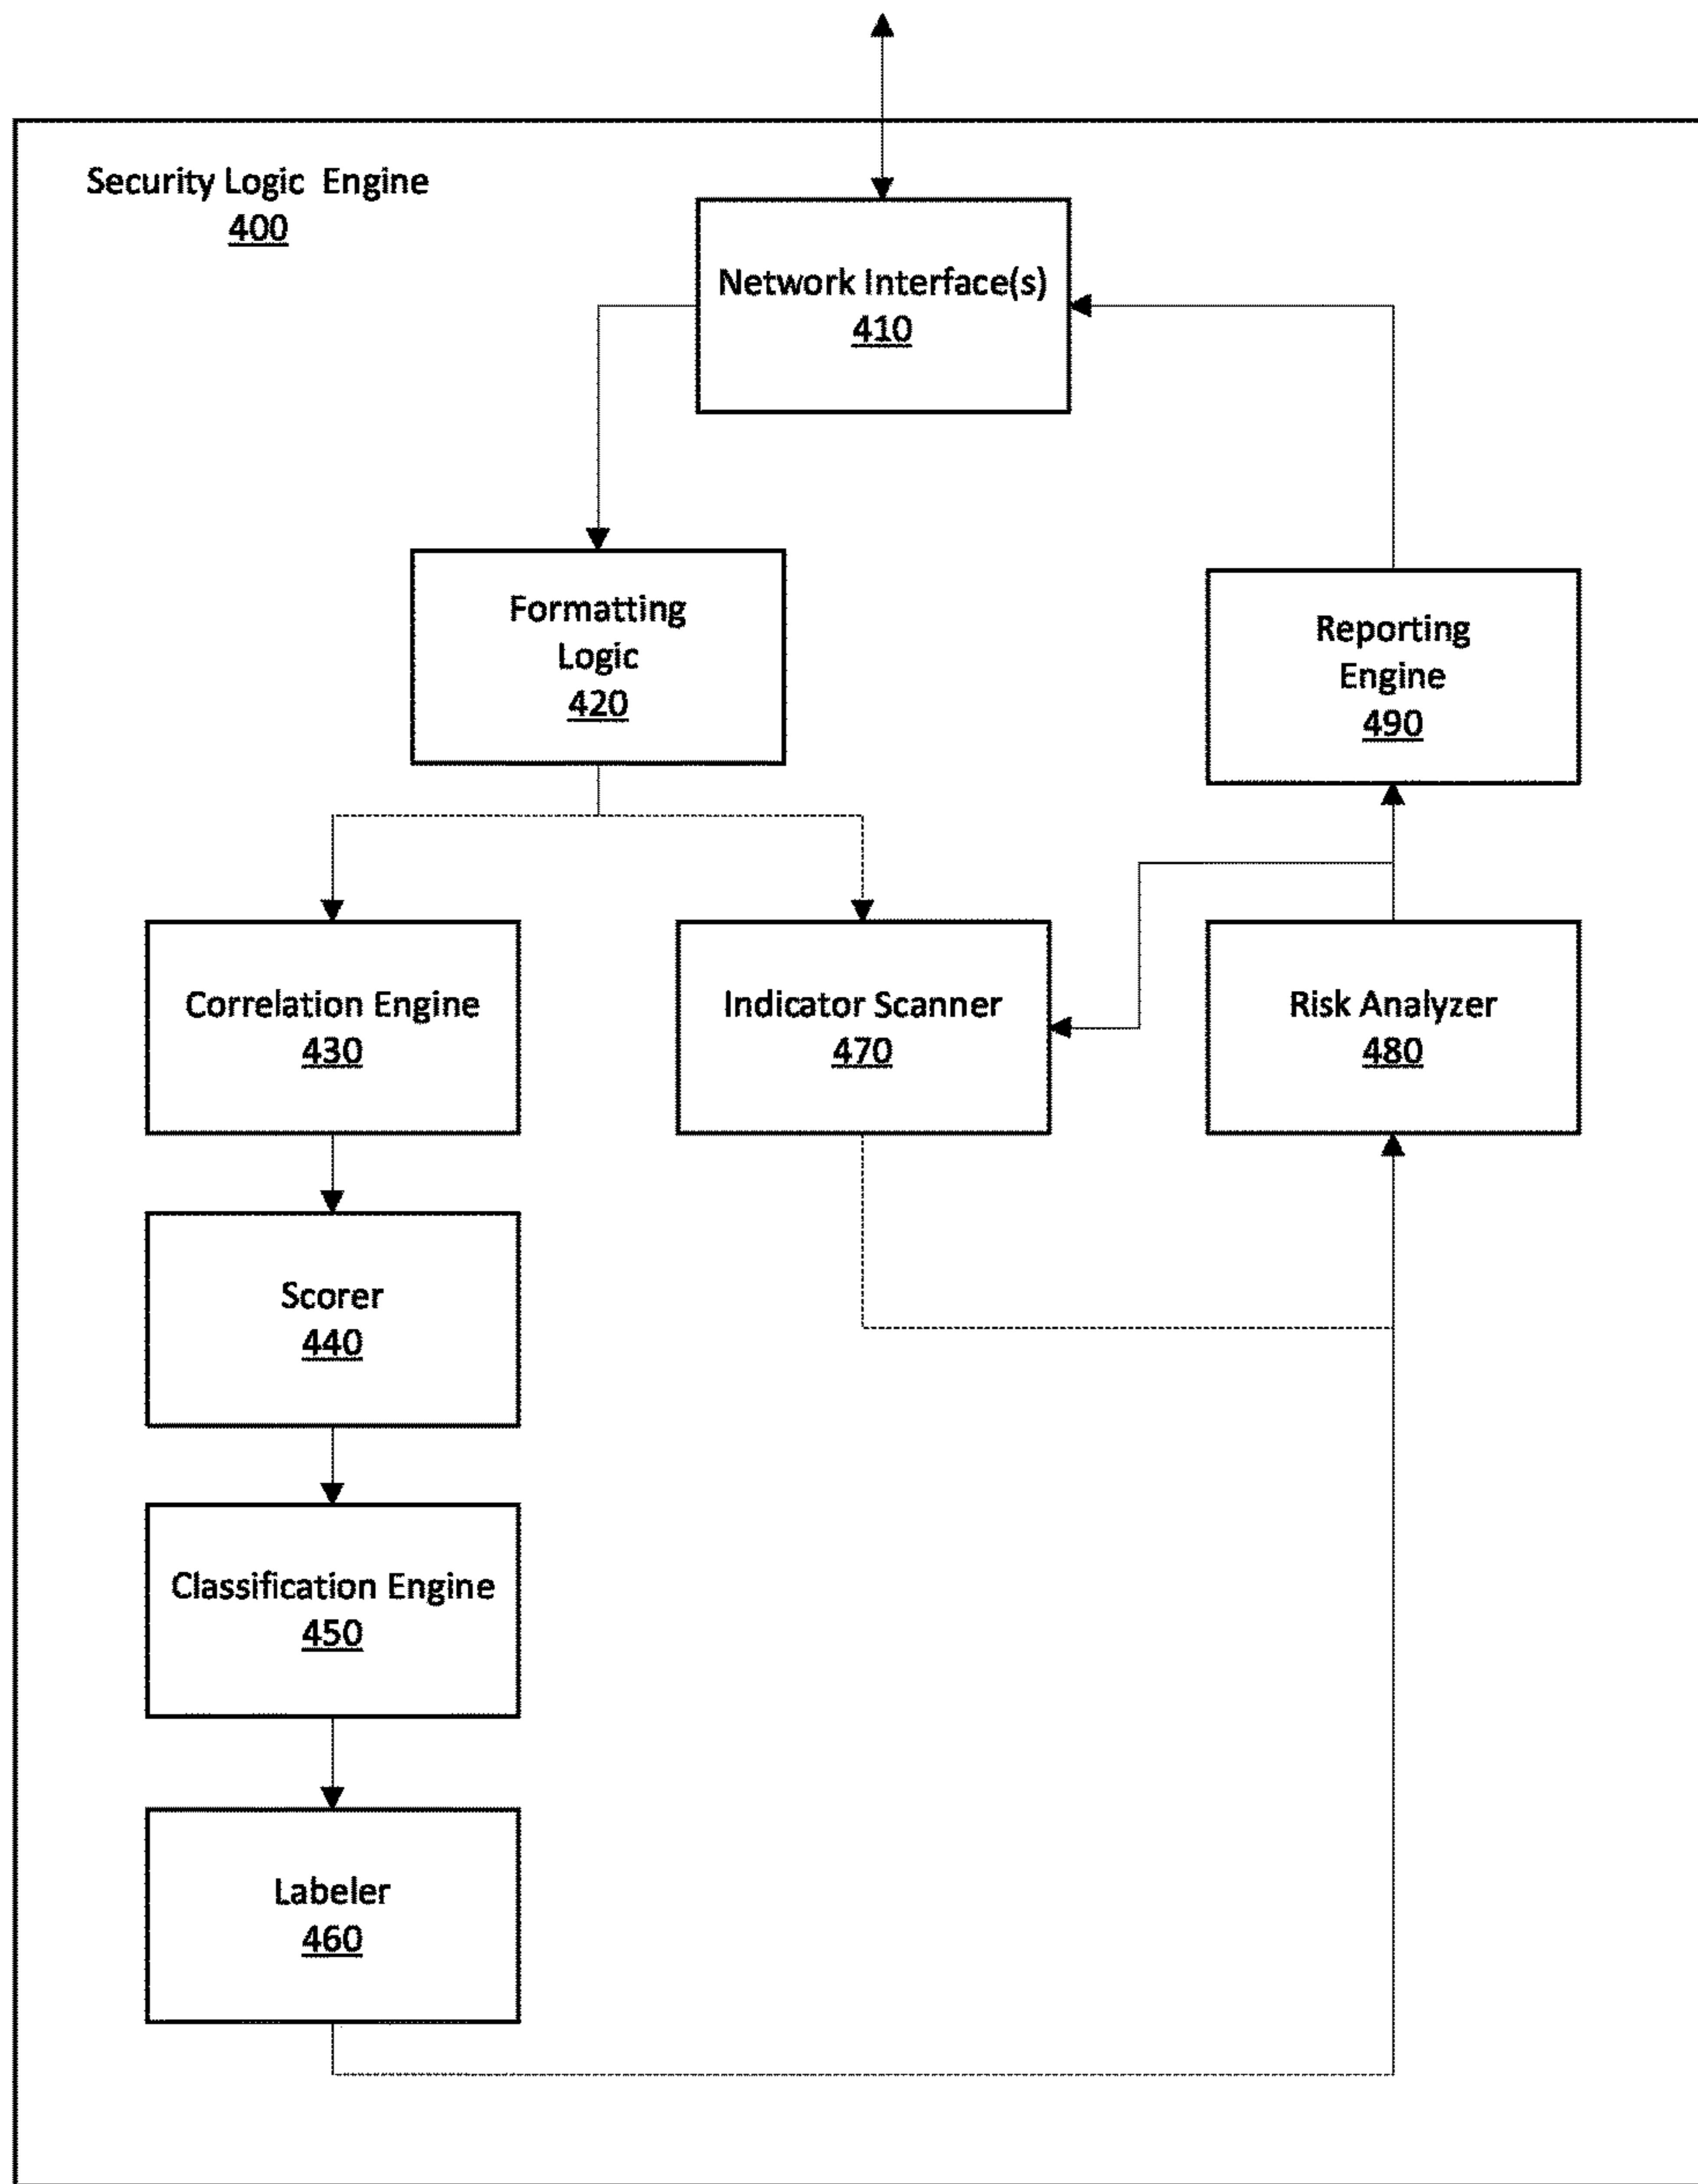 Security Logic Engine
400
Network Interface(s)
410
Formatting
Logic
420
Reporting
Engine
490
Correlation Engine
430
Indicator Scanner
470
Risk Analyzer
480
Scorer
440
Classification Engine
450
Labeler
460